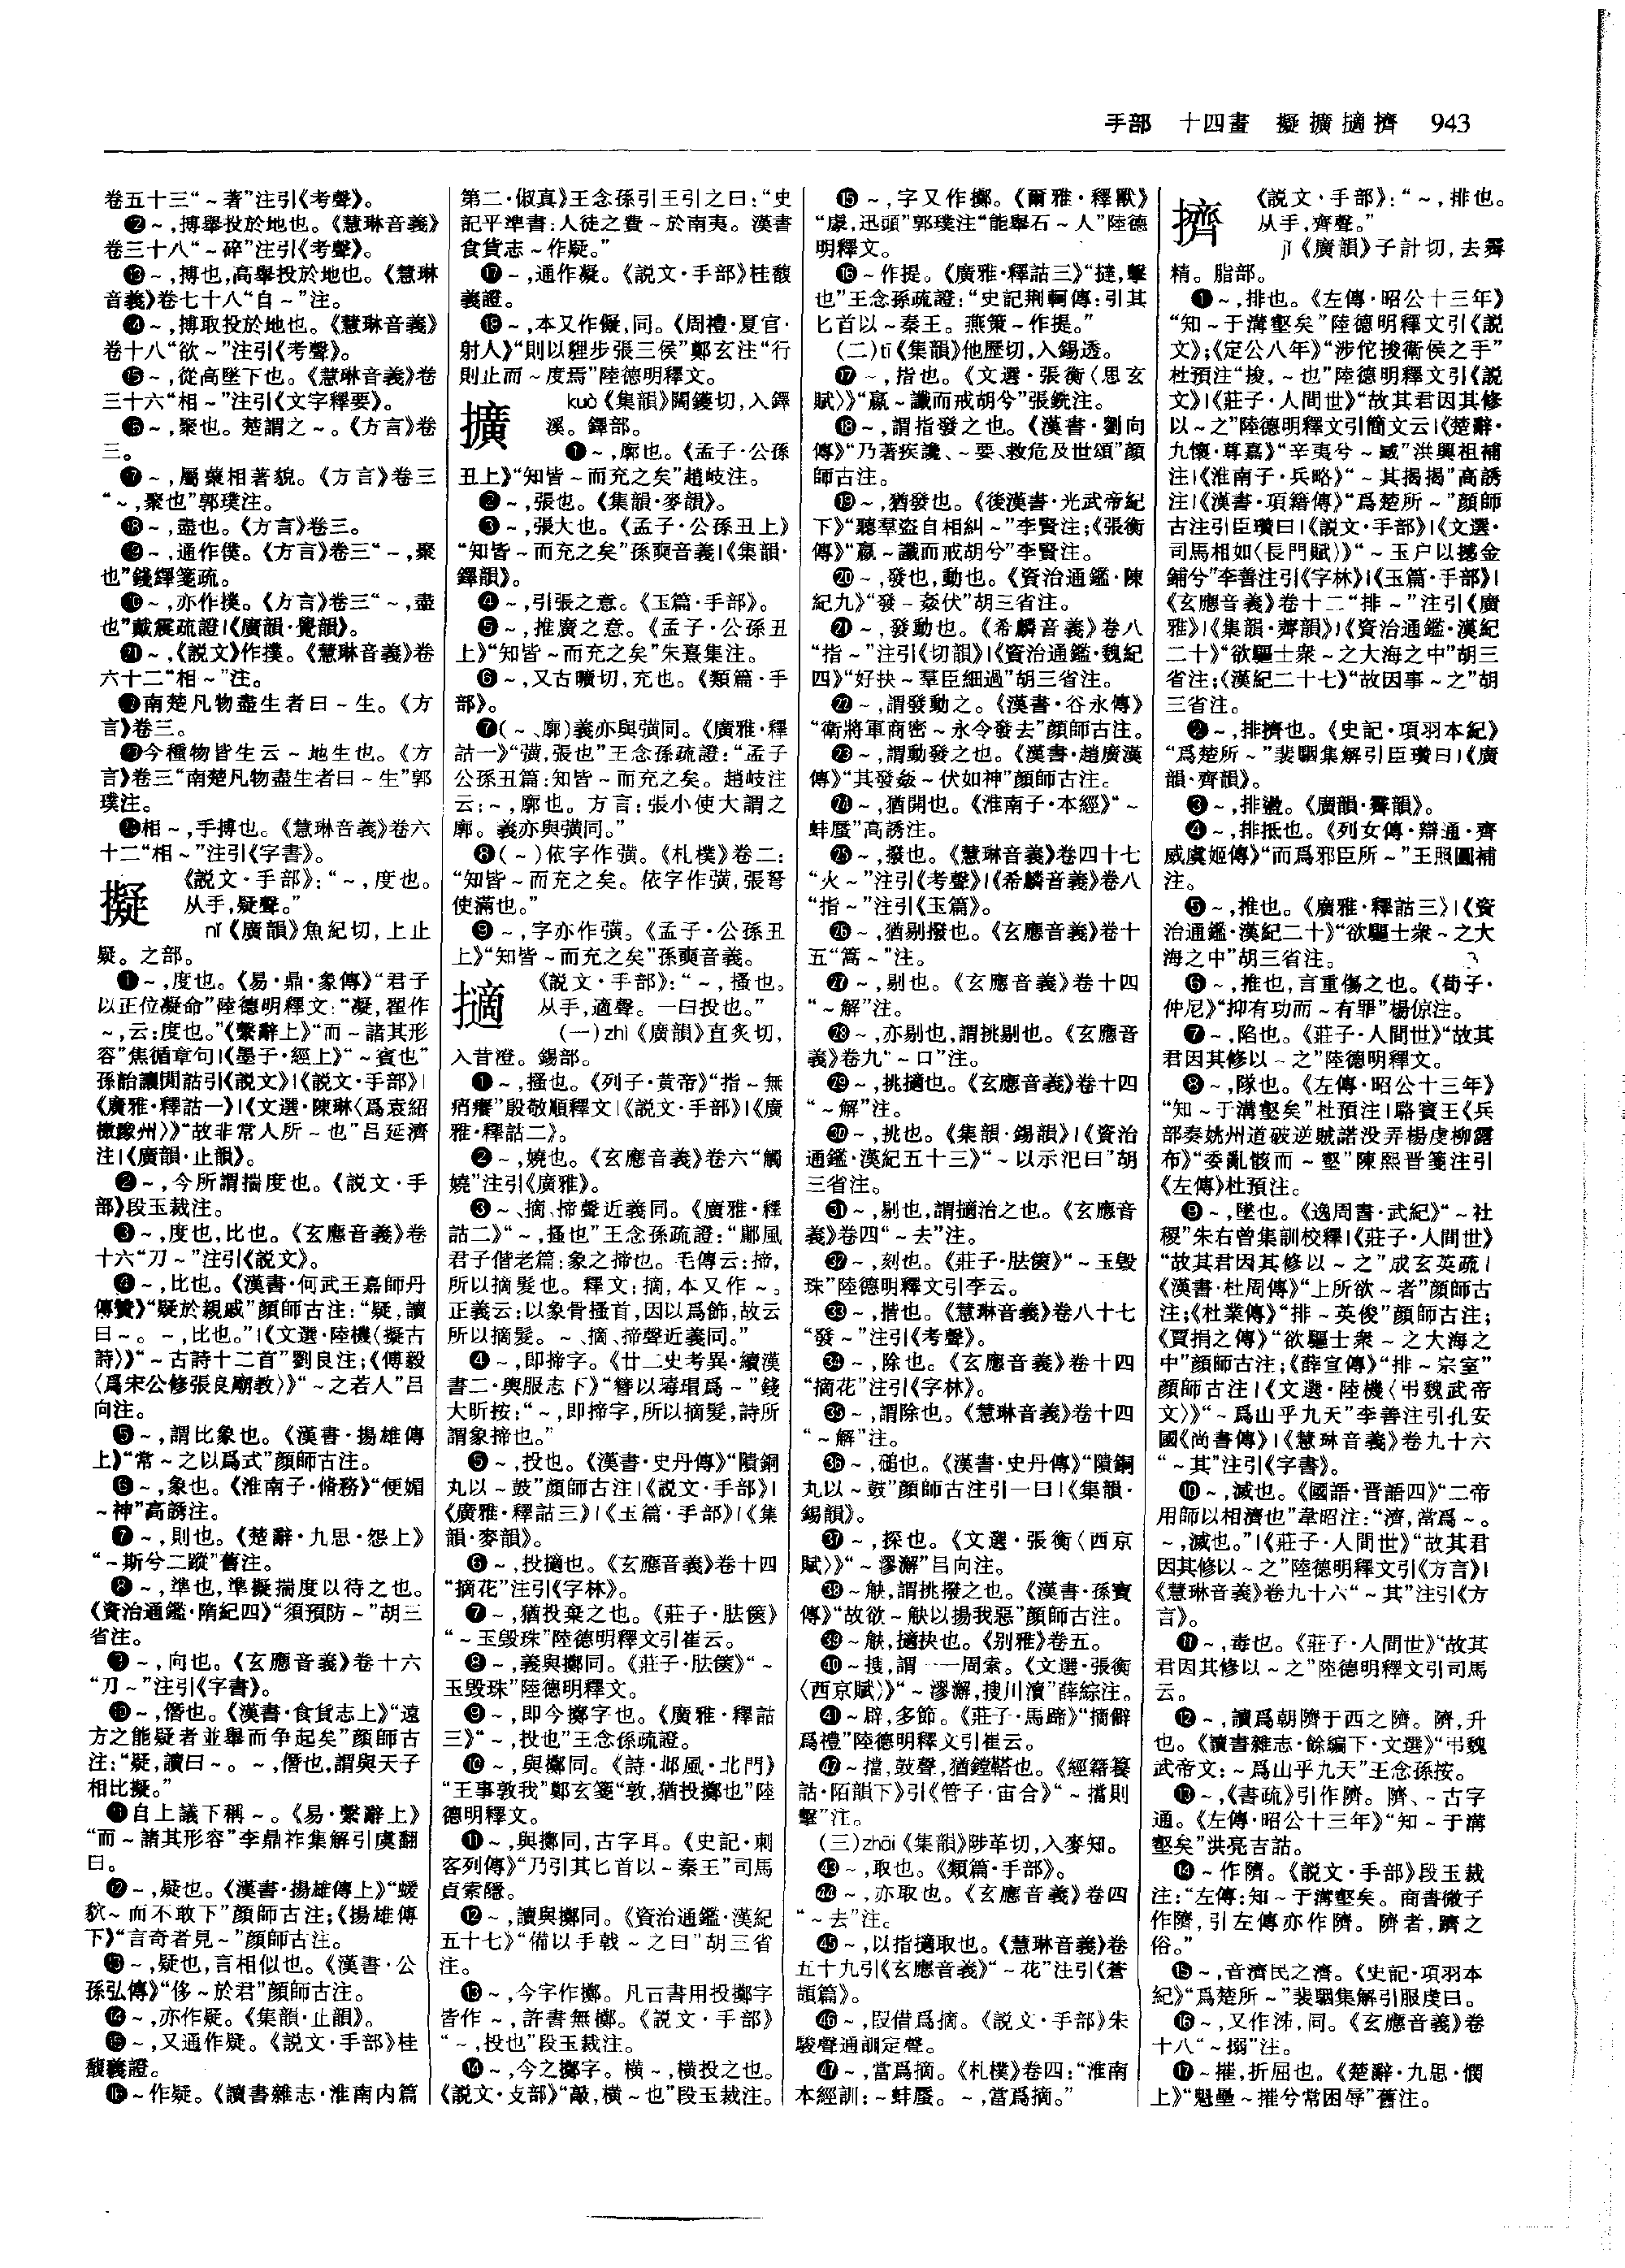 手部　十四畫　擬擴擿擠　943
卷五十三“～著”注引《考聲》。
⓬～,搏舉投於地也。《慧琳音義》
卷三十八“～碎”注引《考聲》。
⓭～,搏也,高舉投於地也。《慧琳
音義》卷七十八“自～”注。
⓮～,搏取投於地也。《慧琳音義》
卷十八“欲～”注引《考聲》。
⓯～,從高墜下也。《慧琳音義》卷
三十六“相～”注引《文字釋要》。
⓰～,聚也。楚謂之～。《方言》卷
三。
⓱～,屬藂相著貌。《方言》卷三
“～,聚也”郭璞注。
⓲～,盡也。《方言》卷三。
⓳～,通作僕。《方言》卷三“～,聚
也”錢繹箋疏。
⓴～,亦作樸。《方言》卷三“～,盡
也”戴震疏證|《廣韻·覺韻》。
㉑～,《説文》作撲。《慧琳音義》卷
六十二“相～”注。
㉒南楚凡物盡生者曰～生。《方
言》卷三。
㉓今種物皆生云～地生也。《方
言》卷三“南楚凡物盡生者曰～生”郭
璞注。
㉔相～,手搏也。《慧琳音義》卷六
十二“相～”注引《字書》。
擬
《説文·手部》：“～,度也。
从手,疑聲。”
nǐ《廣韻》魚紀切,上止
疑。之部。
❶～,度也。《易·鼎·象傳》“君子
以正位凝命”陸德明釋文：“凝,翟作
～,云：度也。”《繫辭上》“而～諸其形
容”焦循章句|《墨子·經上》“～實也”
孫詒讓閒詁引《説文》|《説文·手部》|
《廣雅·釋詁一》|《文選·陳琳〈爲袁紹
檄豫州〉》“故非常人所～也”呂延濟
注|《廣韻·止韻》。
❷～,今所謂揣度也。《説文·手
部》段玉裁注。
❸～,度也,比也。《玄應音義》卷
十六“刀～”注引《説文》。
❹～,比也。《漢書·何武王嘉師丹
傳贊》“疑於親戚”顏師古注：“疑,讀
曰～。～,比也。”|《文選·陸機〈擬古
詩〉》“～古詩十二首”劉良注；《傅毅
〈爲宋公修張良廟教〉》“～之若人”呂
向注。
❺～,謂比象也。《漢書·揚雄傳
上》“常～之以爲式”顏師古注。
❻～,象也。《淮南子·脩務》“便媚
～神”高誘注。
❼～,則也。《楚辭·九思·怨上》
“～斯兮二蹤”舊注。
❽～,準也,準擬揣度以待之也。
《資治通鑑·隋紀四》“須預防～”胡三
省注。
❾～,向也。《玄應音義》卷十六
“刀～”注引《字書》。
❿～,僭也。《漢書·食貨志上》“遠
方之能疑者並舉而争起矣”顏師古
注：“疑,讀曰～。～,僭也,謂與天子
相比擬。”
⓫自上議下稱～。《易·繫辭上》
“而～諸其形容”李鼎祚集解引虞翻
曰。
⓬～,疑也。《漢書·揚雄傳上》“蝯
狖～而不敢下”顏師古注；《揚雄傳
下》“言奇者見～”顏師古注。
⓭～,疑也,言相似也。《漢書·公
孫弘傳》“侈～於君”顏師古注。
⓮～,亦作疑。《集韻·止韻》。
⓯～,又通作疑。《説文·手部》桂
馥義證。
⓰～作疑。《讀書雜志·淮南内篇
第二·俶真》王念孫引王引之曰：“史
記平準書：人徒之費～於南夷。漢書
食貨志～作疑。”
⓱～,通作凝。《説文·手部》桂馥
義證。
⓲～,本又作儗,同。《周禮·夏官·
射人》“則以貍步張三侯”鄭玄注“行
則止而～度焉”陸德明釋文。
擴
kuò《集韻》闊鑊切,入鐸
溪。鐸部。
❶～,廓也。《孟子·公孫
丑上》“知皆～而充之矣”趙岐注。
❷～,張也。《集韻·麥韻》。
❸～,張大也。《孟子·公孫丑上》
“知皆～而充之矣”孫奭音義|《集韻·
鐸韻》。
❹～,引張之意。《玉篇·手部》。
❺～,推廣之意。《孟子·公孫丑
上》“知皆～而充之矣”朱熹集注。
❻～,又古曠切,充也。《類篇·手
部》。
❼(～、廓)義亦與彉同。《廣雅·釋
詁一》“彉,張也”王念孫疏證：“孟子
公孫丑篇：知皆～而充之矣。趙岐注
云：～,廓也。方言：張小使大謂之
廓。義亦與彉同。”
❽(～)依字作彉。《札樸》卷二：
“知皆～而充之矣。依字作彉,張弩
使滿也。”
❾～,字亦作彉。《孟子·公孫丑
上》“知皆～而充之矣”孫奭音義。
擿
《説文·手部》：“～,搔也。
从手,適聲。一曰投也。”
(一)zhì《廣韻》直炙切,
入昔澄。錫部。
❶～,搔也。《列子·黄帝》“指～無
痟癢”殷敬順釋文|《説文·手部》|《廣
雅·釋詁二》。
❷～,嬈也。《玄應音義》卷六“觸
嬈”注引《廣雅》。
❸～、摘、揥聲近義同。《廣雅·釋
詁二》“～,搔也”王念孫疏證：“鄘風
君子偕老篇：象之揥也。毛傳云：揥,
所以摘髮也。釋文：摘,本又作～。
正義云：以象骨搔首,因以爲飾,故云
所以摘髮。～、摘、揥聲近義同。”
❹～,即揥字。《廿二史考異·續漢
書二·輿服志下》“簪以瑇瑁爲～”錢
大昕按：“～,即揥字,所以摘髮,詩所
謂象揥也。”
❺～,投也。《漢書·史丹傳》“隤銅
丸以～鼓”顏師古注|《説文·手部》|
《廣雅·釋詁三》|《玉篇·手部》|《集
韻·麥韻》。
❻～,投擿也。《玄應音義》卷十四
“摘花”注引《字林》。
❼～,猶投棄之也。《莊子·胠篋》
“～玉毁珠”陸德明釋文引崔云。
❽～,義與擲同。《莊子·胠篋》“～
玉毁珠”陸德明釋文。
❾～,即今擲字也。《廣雅·釋詁
三》“～,投也”王念孫疏證。
❿～,與擲同。《詩·邶風·北門》
“王事敦我”鄭玄箋“敦,猶投擲也”陸
德明釋文。
⓫～,與擲同,古字耳。《史記·刺
客列傳》“乃引其匕首以～秦王”司馬
貞索隱。
⓬～,讀與擲同。《資治通鑑·漢紀
五十七》“備以手戟～之曰”胡三省
注。
⓭～,今字作擲。凡古書用投擲字
皆作～,許書無擲。《説文·手部》
“～,投也”段玉裁注。
⓮～,今之擲字。横～,横投之也。
《説文·攴部》“敲,横～也”段玉裁注。
⓯～,字又作擲。《爾雅·釋獸》
“豦,迅頭”郭璞注“能舉石～人”陸德
明釋文。
⓰～作提。《廣雅·釋詁三》“㨖,擊
也”王念孫疏證：“史記荆軻傳：引其
匕首以～秦王。燕策～作提。”
(二)tī《集韻》他歷切,入錫透。
⓱～,指也。《文選·張衡〈思玄
賦〉》“嬴～讖而戒胡兮”張銑注。
⓲～,謂指發之也。《漢書·劉向
傳》“乃著疾讒、～要、救危及世頌”顏
師古注。
⓳～,猶發也。《後漢書·光武帝紀
下》“聽羣盜自相糾～”李賢注；《張衡
傳》“嬴～讖而戒胡兮”李賢注。
⓴～,發也,動也。《資治通鑑·陳
紀九》“發～姦伏”胡三省注。
㉑～,發動也。《希麟音義》卷八
“指～”注引《切韻》|《資治通鑑·魏紀
四》“好抉～羣臣細過”胡三省注。
㉒～,謂發動之。《漢書·谷永傳》
“衛將軍商密～永令發去”顏師古注。
㉓～,謂動發之也。《漢書·趙廣漢
傳》“其發姦～伏如神”顏師古注。
㉔～,猶開也。《淮南子·本經》“～
蚌蜃”高誘注。
㉕～,撥也。《慧琳音義》卷四十七
“火～”注引《考聲》|《希麟音義》卷八
“指～”注引《玉篇》。
㉖～,猶剔撥也。《玄應音義》卷十
五“篙～”注。
㉗～,剔也。《玄應音義》卷十四
“～解”注。
㉘～,亦剔也,謂挑剔也。《玄應音
義》卷九“～口”注。
㉙～,挑擿也。《玄應音義》卷十四
“～解”注。
㉚～,挑也。《集韻·錫韻》|《資治
通鑑·漢紀五十三》“～以示汜曰”胡
三省注。
㉛～,剔也,謂擿治之也。《玄應音
義》卷四“～去”注。
㉜～,刻也。《莊子·胠篋》“～玉毁
珠”陸德明釋文引李云。
㉝～,揩也。《慧琳音義》卷八十七
“發～”注引《考聲》。
㉞～,除也。《玄應音義》卷十四
“摘花”注引《字林》。
㉟～,謂除也。《慧琳音義》卷十四
“～解”注。
㊱～,磓也。《漢書·史丹傳》“隤銅
丸以～鼓”顏師古注引一曰|《集韻·
錫韻》。
㊲～,探也。《文選·張衡〈西京
賦〉》“～漻澥”呂向注。
㊳～觖,謂挑撥之也。《漢書·孫寶
傳》“故欲～觖以揚我惡”顏師古注。
㊴～觖,擿抉也。《别雅》卷五。
㊵～搜,謂一一周索。《文選·張衡
〈西京賦〉》“～漻澥,搜川瀆”薛綜注。
㊶～辟,多節。《莊子·馬蹄》“摘僻
爲禮”陸德明釋文引崔云。
㊷～擋,鼓聲,猶鏜鞳也。《經籍籑
詁·陌韻下》引《管子·宙合》“～擋則
擊”注。
(三)zhāi《集韻》陟革切,入麥知。
㊸～,取也。《類篇·手部》。
㊹～,亦取也。《玄應音義》卷四
“～去”注。
㊺～,以指擿取也。《慧琳音義》卷
五十九引《玄應音義》“～花”注引《蒼
頡篇》。
㊻～,叚借爲摘。《説文·手部》朱
駿聲通訓定聲。
㊼～,當爲摘。《札樸》卷四：“淮南
本經訓：～蚌蜃。～,當爲摘。”
擠
《説文·手部》：“～,排也。
从手,齊聲。”
jǐ《廣韻》子計切,去霽
精。脂部。
❶～,排也。《左傳·昭公十三年》
“知～于溝壑矣”陸德明釋文引《説
文》；《定公八年》“涉佗捘衛侯之手”
杜預注“捘,～也”陸德明釋文引《説
文》|《莊子·人間世》“故其君因其修
以～之”陸德明釋文引簡文云|《楚辭·
九懷·尊嘉》“辛夷兮～臧”洪興祖補
注|《淮南子·兵略》“～其揭揭”高誘
注|《漢書·項籍傳》“爲楚所～”顏師
古注引臣瓚曰|《説文·手部》|《文選·
司馬相如〈長門賦〉》“～玉户以撼金
鋪兮”李善注引《字林》|《玉篇·手部》|
《玄應音義》卷十二“排～”注引《廣
雅》|《集韻·霽韻》|《資治通鑑·漢紀
二十》“欲驅士衆～之大海之中”胡三
省注；《漢紀二十七》“故因事～之”胡
三省注。
❷～,排擠也。《史記·項羽本紀》
“爲楚所～”裴駰集解引臣瓚曰|《廣
韻·齊韻》。
❸～,排盪。《廣韻·霽韻》。
❹～,排抵也。《列女傳·辯通·齊
威虞姬傳》“而爲邪臣所～”王照圓補
注。
❺～,推也。《廣雅·釋詁三》|《資
治通鑑·漢紀二十》“欲驅士衆～之大
海之中”胡三省注。
❻～,推也,言重傷之也。《荀子·
仲尼》“抑有功而～有罪”楊倞注。
❼～,陷也。《莊子·人間世》“故其
君因其修以～之”陸德明釋文。
❽～,隊也。《左傳·昭公十三年》
“知～于溝壑矣”杜預注|駱賓王《兵
部奏姚州道破逆賊諾没弄楊虔柳露
布》“委亂骸而～壑”陳熙晋箋注引
《左傳》杜預注。
❾～,墜也。《逸周書·武紀》“～社
稷”朱右曾集訓校釋|《莊子·人間世》
“故其君因其修以～之”成玄英疏|
《漢書·杜周傳》“上所欲～者”顏師古
注；《杜業傳》“排～英俊”顏師古注；
《賈捐之傳》“欲驅士衆～之大海之
中”顏師古注；《薛宣傳》“排～宗室”
顏師古注|《文選·陸機〈弔魏武帝
文〉》“～爲山乎九天”李善注引孔安
國《尚書傳》|《慧琳音義》卷九十六
“～其”注引《字書》。
❿～,滅也。《國語·晋語四》“二帝
用師以相濟也”韋昭注：“濟,當爲～。
～,滅也。”|《莊子·人間世》“故其君
因其修以～之”陸德明釋文引《方言》|
《慧琳音義》卷九十六“～其”注引《方
言》。
⓫～,毒也。《莊子·人間世》“故其
君因其修以～之”陸德明釋文引司馬
云。
⓬～,讀爲朝隮于西之隮。隮,升
也。《讀書雜志·餘編下·文選》“弔魏
武帝文：～爲山乎九天”王念孫按。
⓭～,《書疏》引作隮。隮、～古字
通。《左傳·昭公十三年》“知～于溝
壑矣”洪亮吉詁。
⓮～作隮。《説文·手部》段玉裁
注：“左傳：知～于溝壑矣。商書微子
作隮,引左傳亦作隮。隮者,躋之
俗。”
⓯～,音濟民之濟。《史記·項羽本
紀》“爲楚所～”裴駰集解引服虔曰。
⓰～,又作泲,同。《玄應音義》卷
十八“～搦”注。
⓱～摧,折屈也。《楚辭·九思·憫
上》“魁壘～摧兮常困辱”舊注。